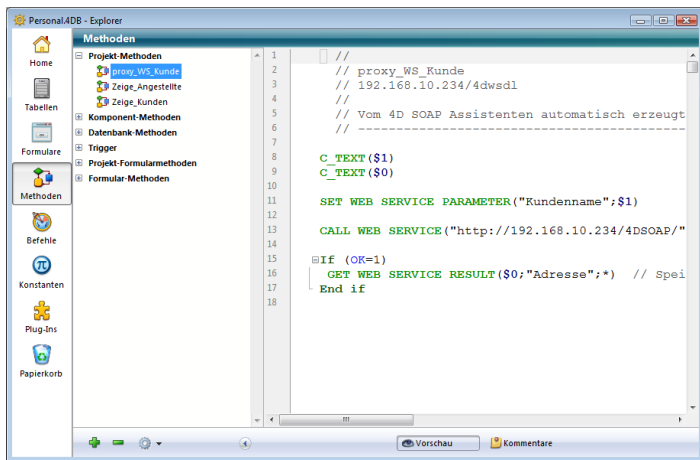 Personal.4DB - Explorer
Home
Tabellen
Formulare
Methoden
Befehle
Konstanten
Plug-Ins
Papierkorb
Methoden
Projekt-Methoden
proxy_WS_Kunde
Zeige_Angestellte
Zeige_Kunden
Komponent-Methoden
Datenbank-Methoden
Trigger
Projekt-Formularmethoden
Formular-Methoden
1 //
2 // proxy_WS_Kunde
3 // 192.168.10.234/4dwsdl
4 //
5 // Vom 4D SOAP Assistenten automatisch erzeugt
6 // ------------------------------------------
7
8 C_TEXT($1)
9 C_TEXT($0)
10
11 SET WEB SERVICE PARAMETER("Kundenname";$1)
12
13 CALL WEB SERVICE("http://192.168.10.234/4DSOAP/"
14
15 If (OK=1)
16 GET WEB SERVICE RESULT($0;"Adresse";*) // Spei
17 End if
18
Vorschau
Kommentare